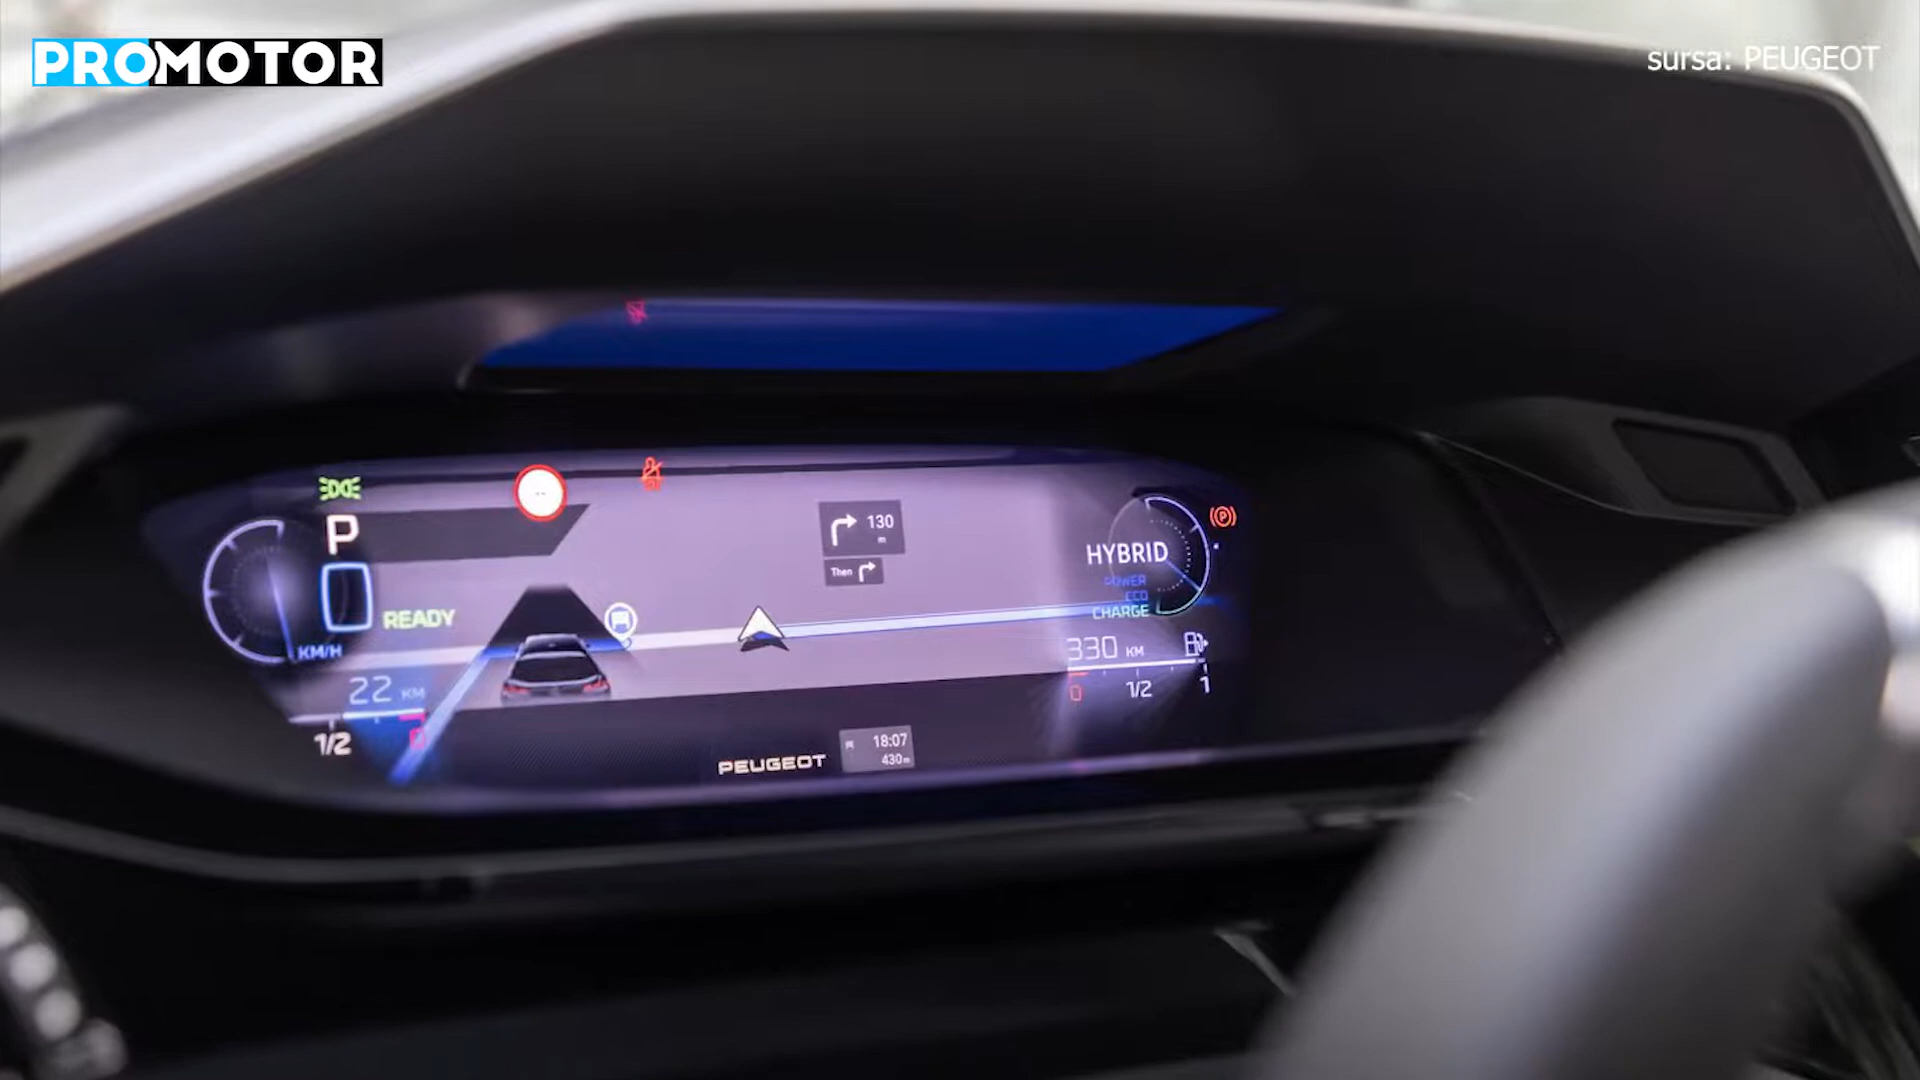 PROMOTOR
sursa: PEUGEOT
P
130
m
Then
HYBRID
POWER
ECO
CHARGE
READY
KM/H
330 KM
22 KM
0 1/2 1
1/2 0
PEUGEOT
18:07
430m